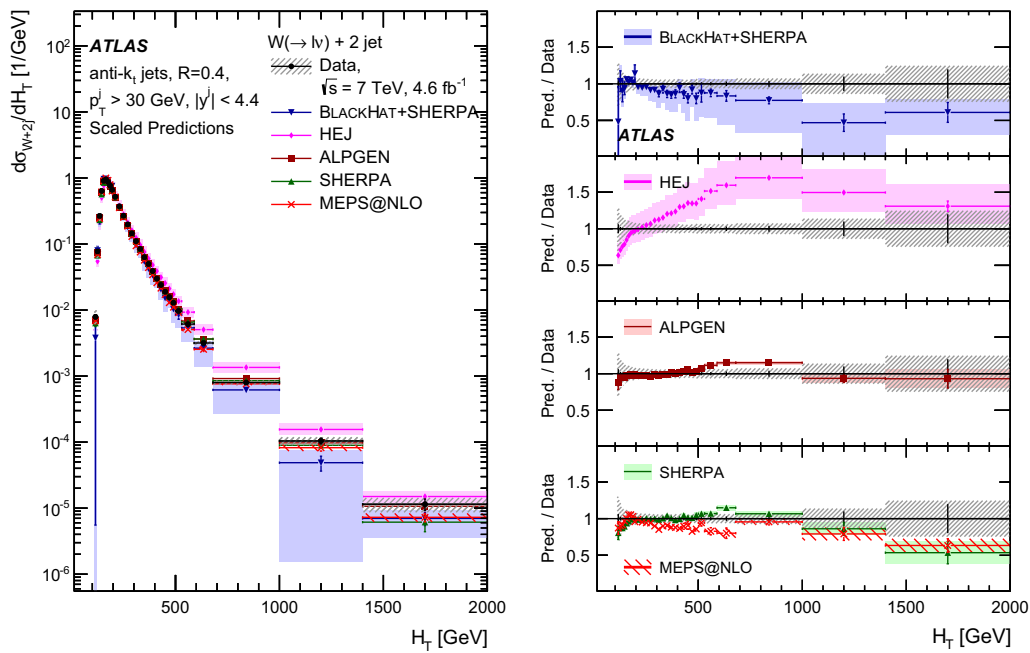 dσ_{W+2j}/dH_T [1/GeV]
10²
10
1
10⁻¹
10⁻²
10⁻³
10⁻⁴
10⁻⁵
10⁻⁶
ATLAS
anti-k_t jets, R=0.4,
p_T^j > 30 GeV, |y^j| < 4.4
Scaled Predictions
W(→ lν) + 2 jet
Data,
√s = 7 TeV, 4.6 fb⁻¹
BLACKHAT+SHERPA
HEJ
ALPGEN
SHERPA
MEPS@NLO
500 1000 1500 2000
H_T [GeV]
Pred. / Data
1.5
1
0.5
BLACKHAT+SHERPA
ATLAS
Pred. / Data
1.5
1
0.5
HEJ
Pred. / Data
1.5
1
0.5
ALPGEN
Pred. / Data
1.5
1
0.5
SHERPA
MEPS@NLO
500 1000 1500 2000
H_T [GeV]